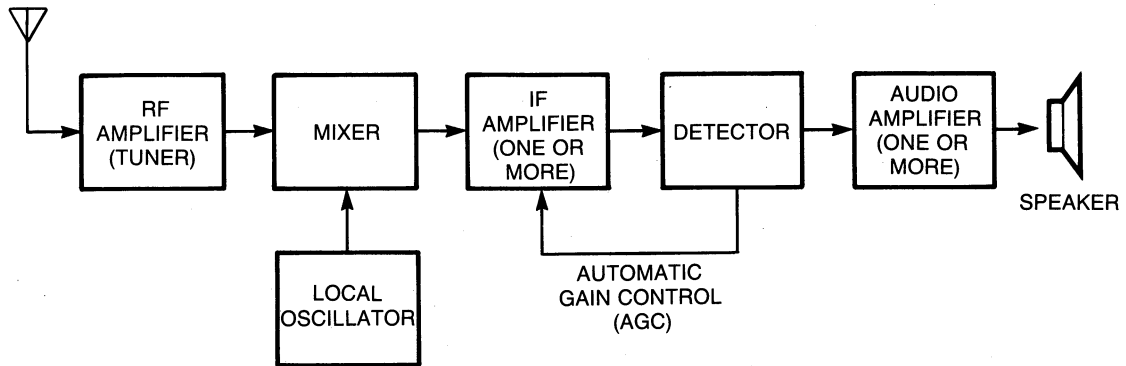 RF
AMPLIFIER
(TUNER)
MIXER
IF
AMPLIFIER
(ONE OR
MORE)
DETECTOR
AUDIO
AMPLIFIER
(ONE OR
MORE)
SPEAKER
LOCAL
OSCILLATOR
AUTOMATIC
GAIN CONTROL
(AGC)